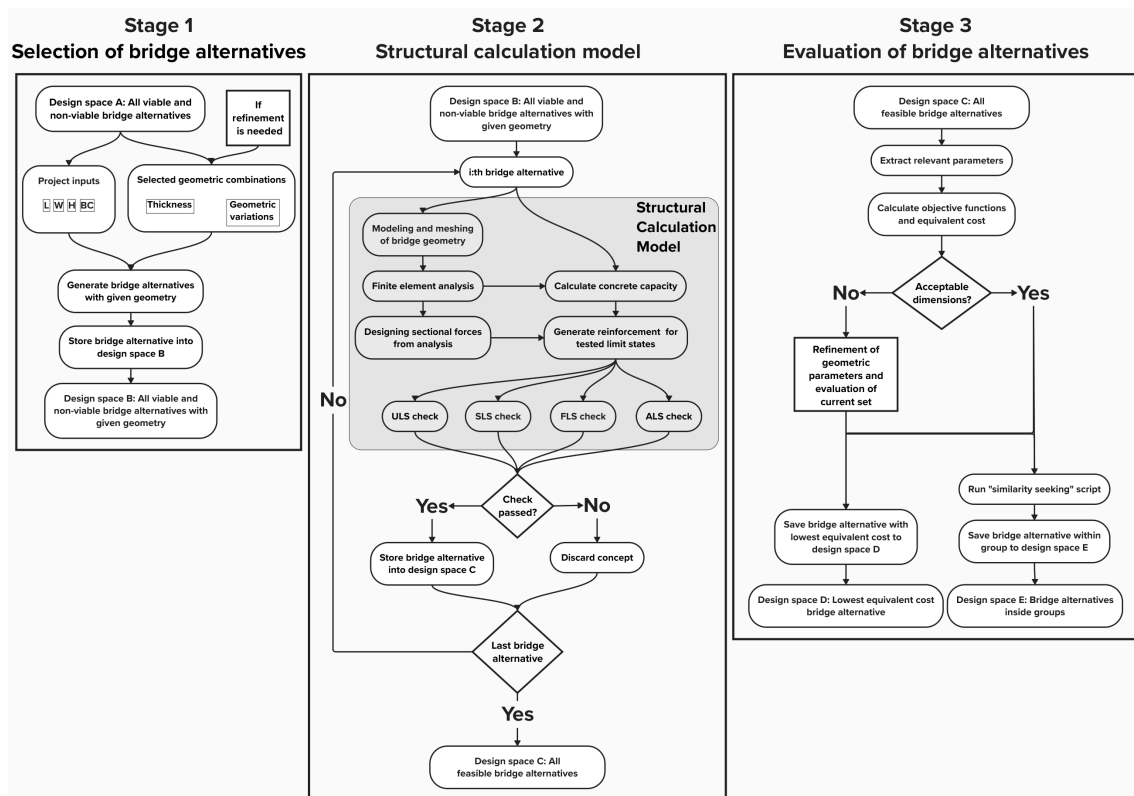 Stage 1
Selection of bridge alternatives
Design space A: All viable and
non-viable bridge alternatives
If
refinement
is needed
Project inputs
L W H BC
Selected geometric combinations
Thickness
Geometric
variations
Generate bridge alternatives
with given geometry
Store bridge alternative into
design space B
Design space B: All viable and
non-viable bridge alternatives with
given geometry
Stage 2
Structural calculation model
Design space B: All viable and
non-viable bridge alternatives with
given geometry
i:th bridge alternative
Structural
Calculation
Model
Modeling and meshing
of bridge geometry
Finite element analysis
Calculate concrete capacity
Designing sectional forces
from analysis
Generate reinforcement for
tested limit states
ULS check
SLS check
FLS check
ALS check
No
Check
passed?
Yes
No
Store bridge alternative
into design space C
Discard concept
Last bridge
alternative
Yes
Design space C: All
feasible bridge alternatives
Stage 3
Evaluation of bridge alternatives
Design space C: All
feasible bridge alternatives
Extract relevant parameters
Calculate objective functions
and equivalent cost
Acceptable
dimensions?
No
Yes
Refinement of
geometric
parameters and
evaluation of
current set
Run "similarity seeking" script
Save bridge alternative with
lowest equivalent cost to
design space D
Save bridge alternative within
group to design space E
Design space D: Lowest equivalent cost
bridge alternative
Design space E: Bridge alternatives
inside groups